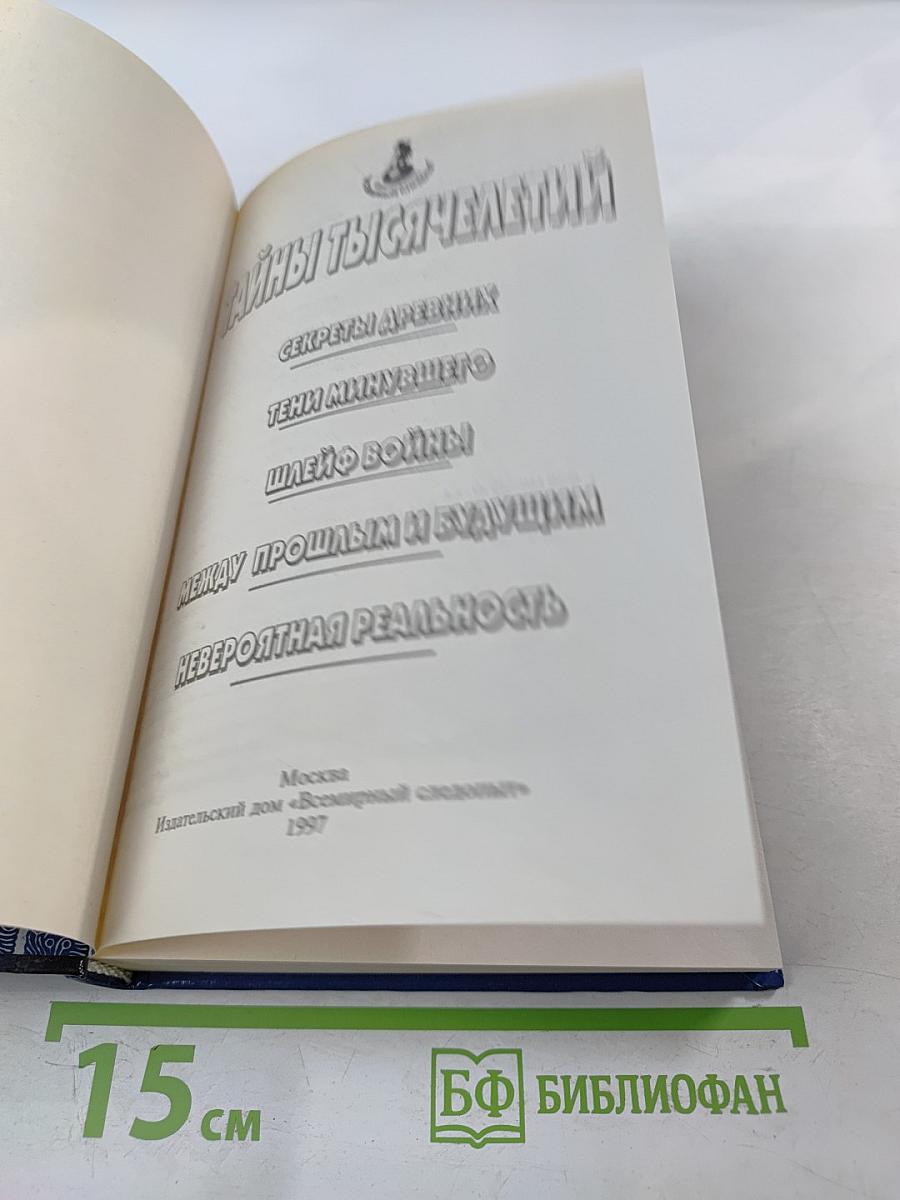 ТАЙНЫ ТЫСЯЧЕЛЕТИЙ
СЕКРЕТЫ ДРЕВНИХ
ТЕНИ МИНУВШЕГО
ШЛЕЙФ ВОЙНЫ
МЕЖДУ ПРОШЛЫМ И БУДУЩИМ
НЕВЕРОЯТНАЯ РЕАЛЬНОСТЬ
Москва
Издательский дом «Всемирный следопыт»
1997
15 см
БФ БИБЛИОФАН